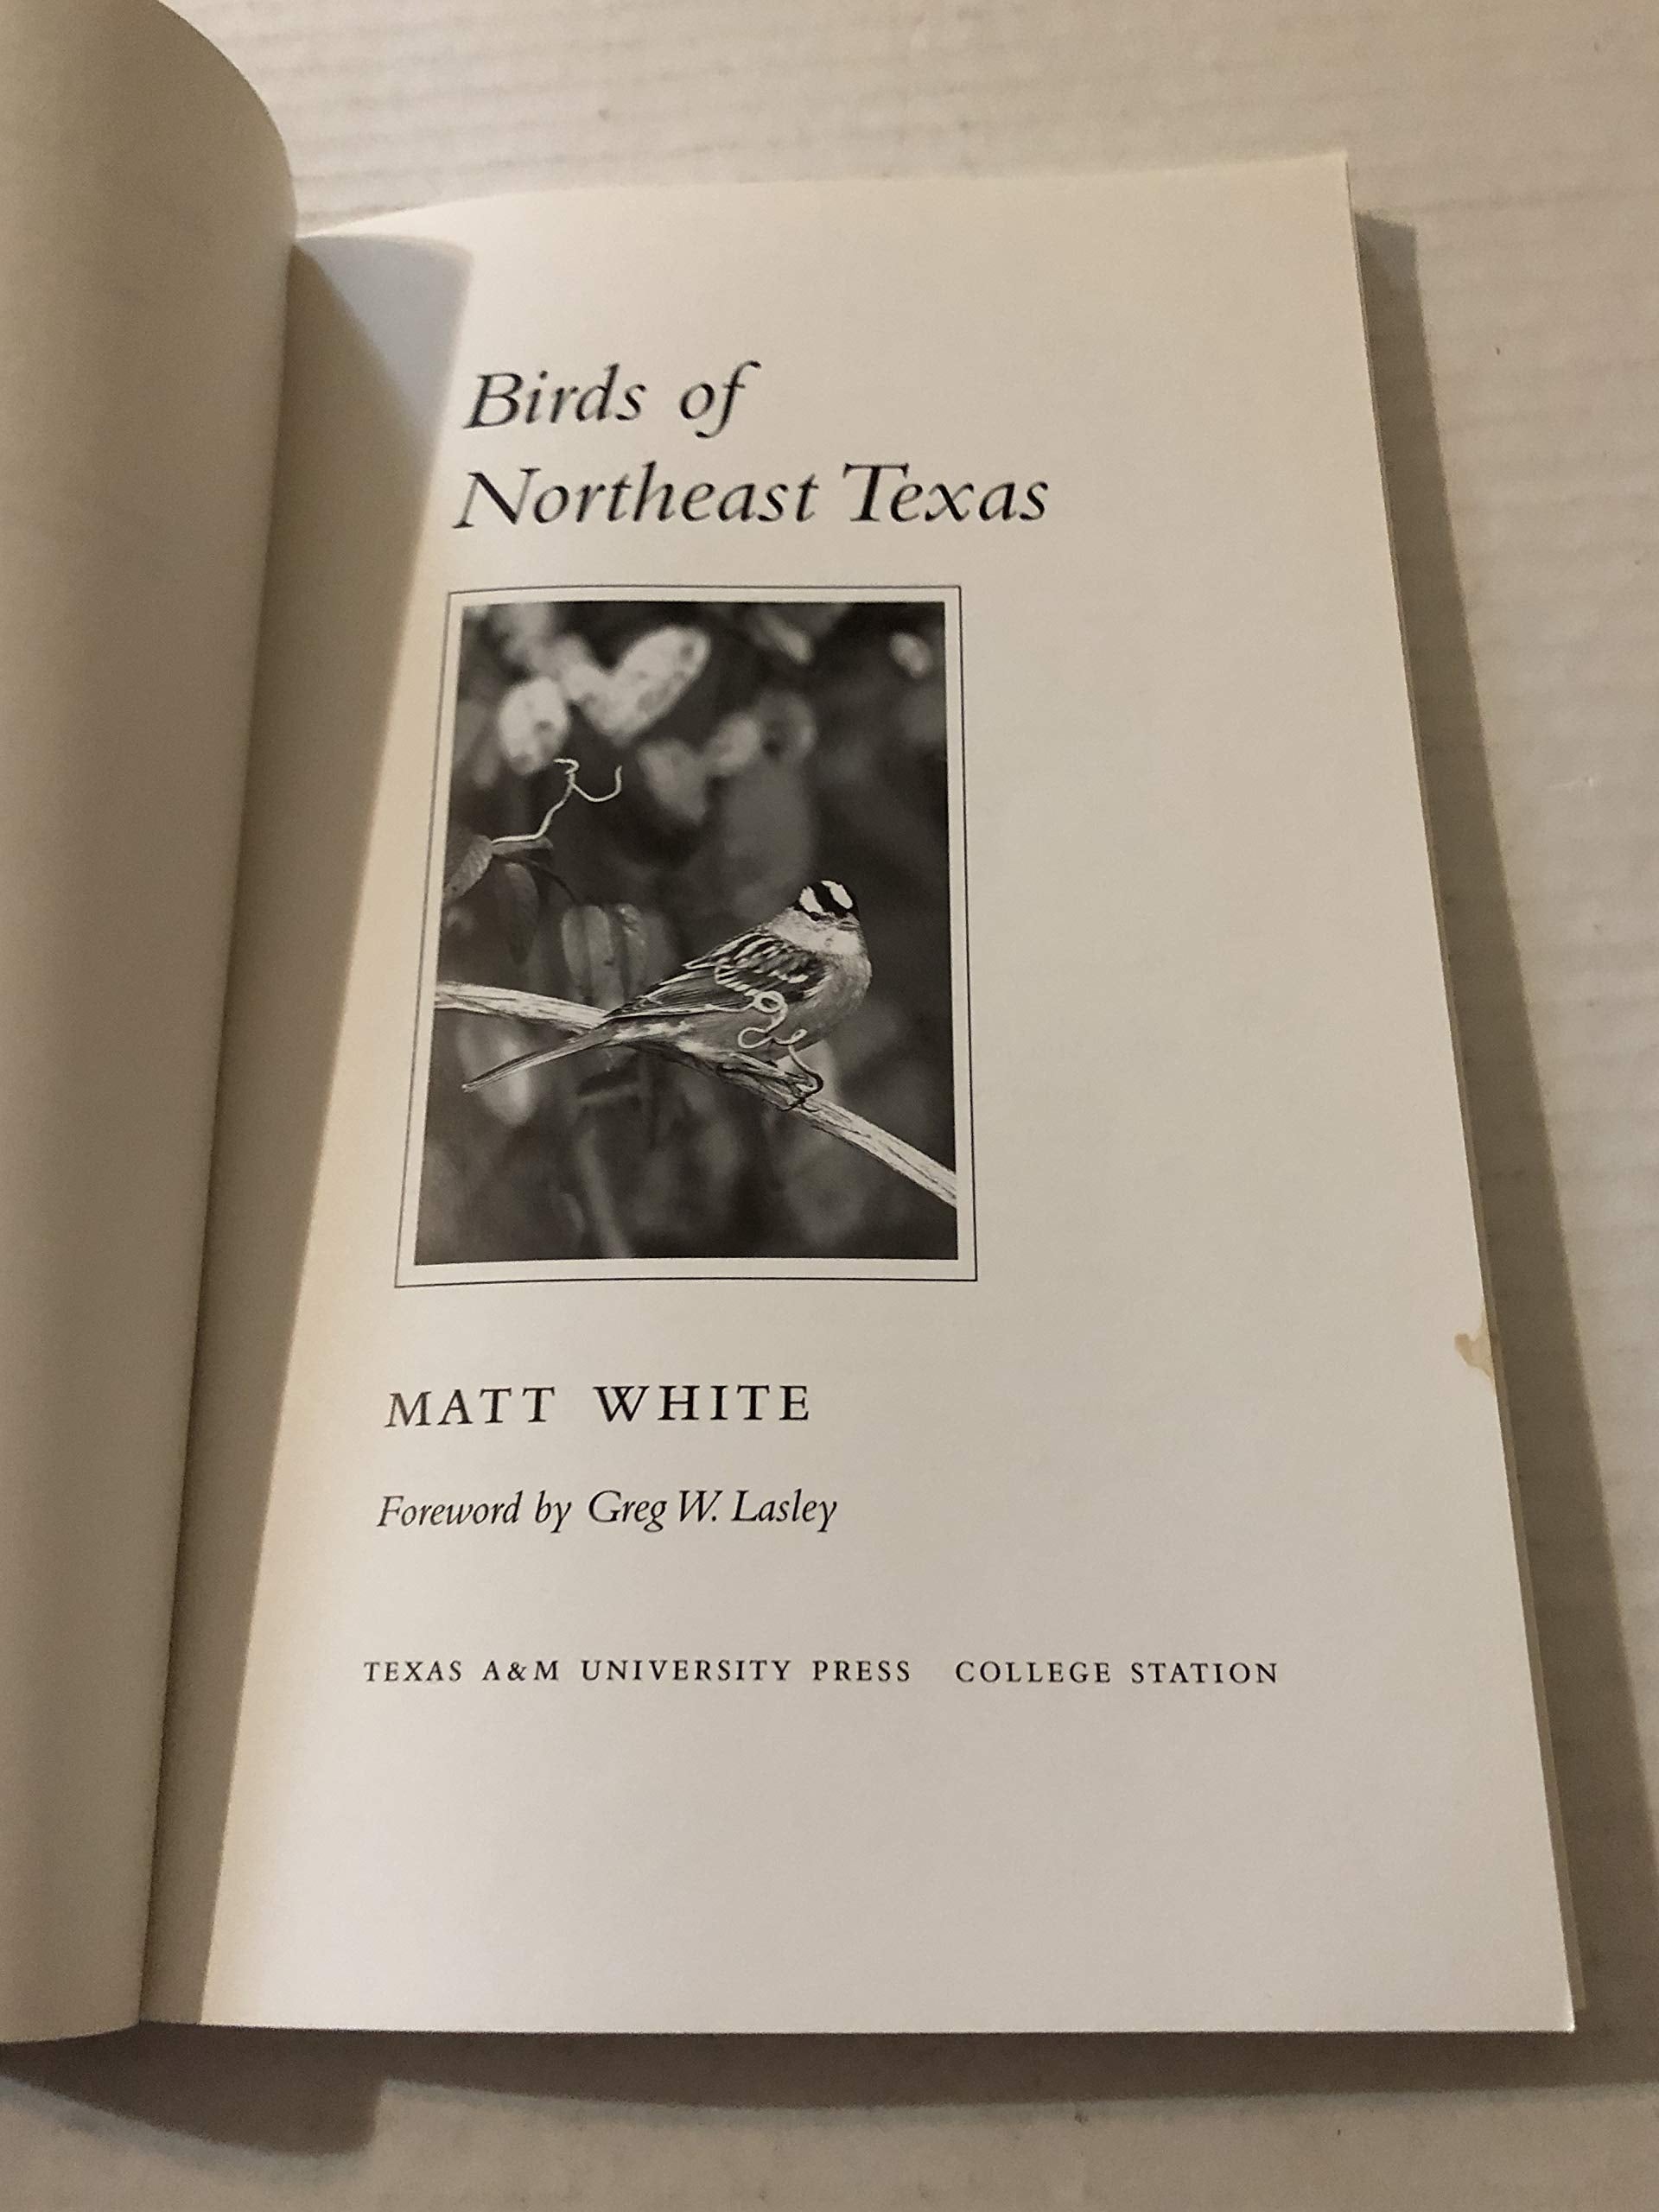 Birds of
Northeast Texas
MATT WHITE
Foreword by Greg W. Lasley
TEXAS A&M UNIVERSITY PRESS COLLEGE STATION